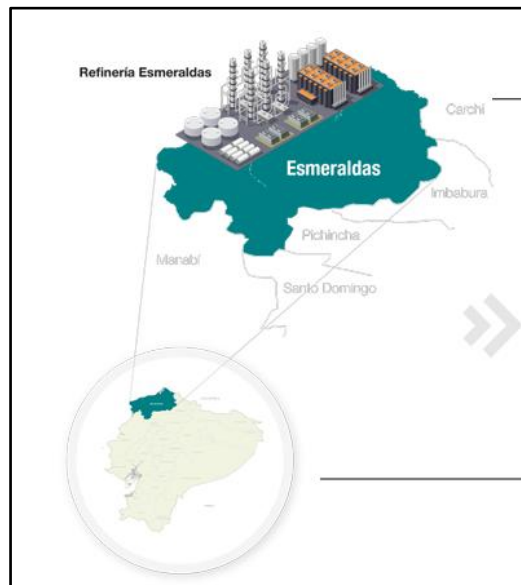 Refinería Esmeraldas
Carchi
Esmeraldas
Imbabura
Pichincha
Manabí
Santo Domingo